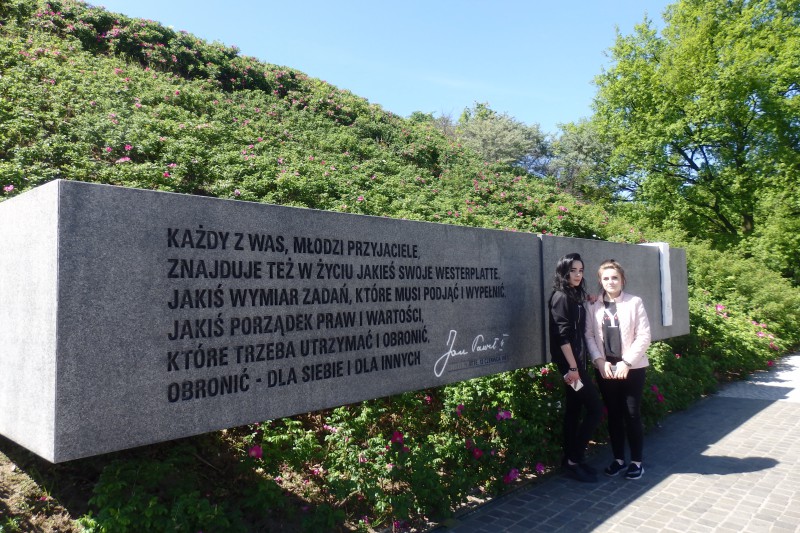 KAŻDY Z WAS, MŁODZI PRZYJACIELE,
ZNAJDUJE TEŻ W ŻYCIU JAKIEŚ SWOJE WESTERPLATTE.
JAKIŚ WYMIAR ZADAŃ, KTÓRE MUSI PODJĄĆ I WYPEŁNIĆ.
JAKIŚ PORZĄDEK PRAW I WARTOŚCI,
KTÓRE TRZEBA UTRZYMAĆ I OBRONIĆ,
OBRONIĆ - DLA SIEBIE I DLA INNYCH
Jan Paweł II